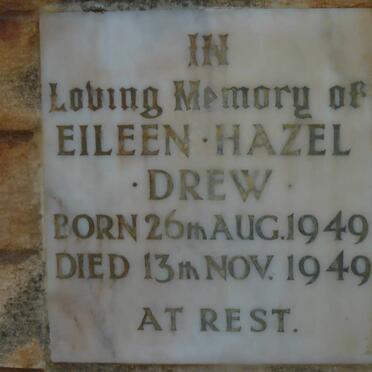 IN
Loving Memory of
EILEEN · HAZEL
· DREW ·
BORN 26TH AUG. 1949
DIED 13TH NOV. 1949
AT REST.